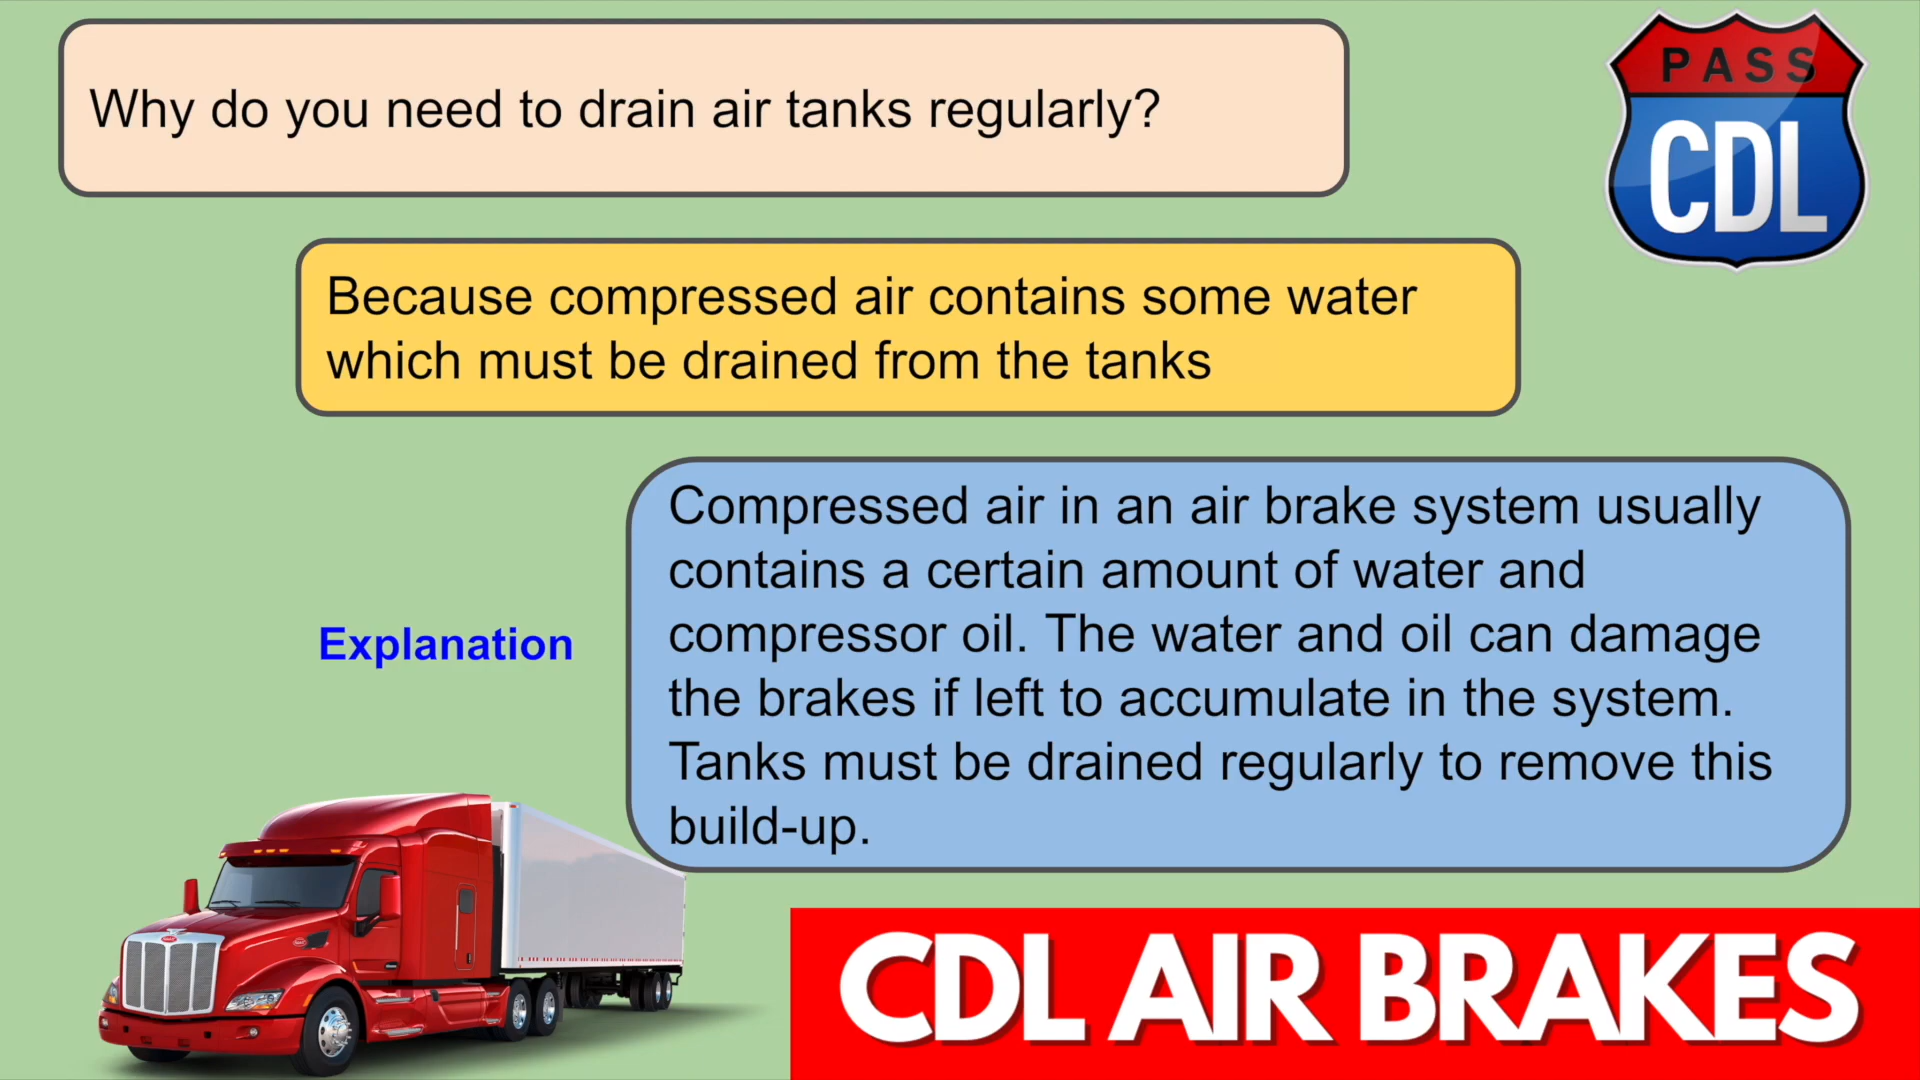 Why do you need to drain air tanks regularly?
PASS
CDL
Because compressed air contains some water
which must be drained from the tanks
Explanation
Compressed air in an air brake system usually
contains a certain amount of water and
compressor oil. The water and oil can damage
the brakes if left to accumulate in the system.
Tanks must be drained regularly to remove this
build-up.
CDL AIR BRAKES